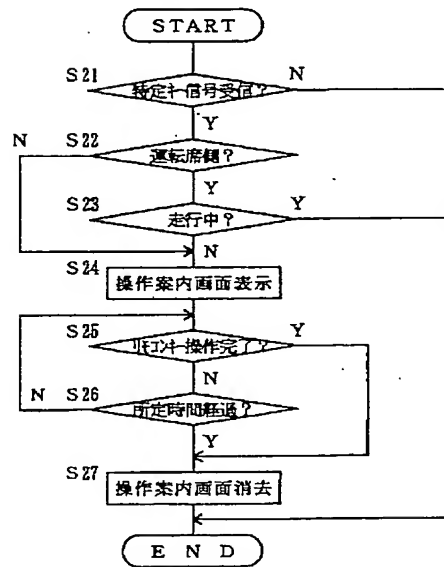 START
S21
特定キー信号受信？
N
Y
N
S22
運転席側？
Y
S23
走行中？
Y
N
S24
操作案内画面表示
S25
リモコンキー操作完了？
Y
N
N
S26
所定時間経過？
Y
S27
操作案内画面消去
END